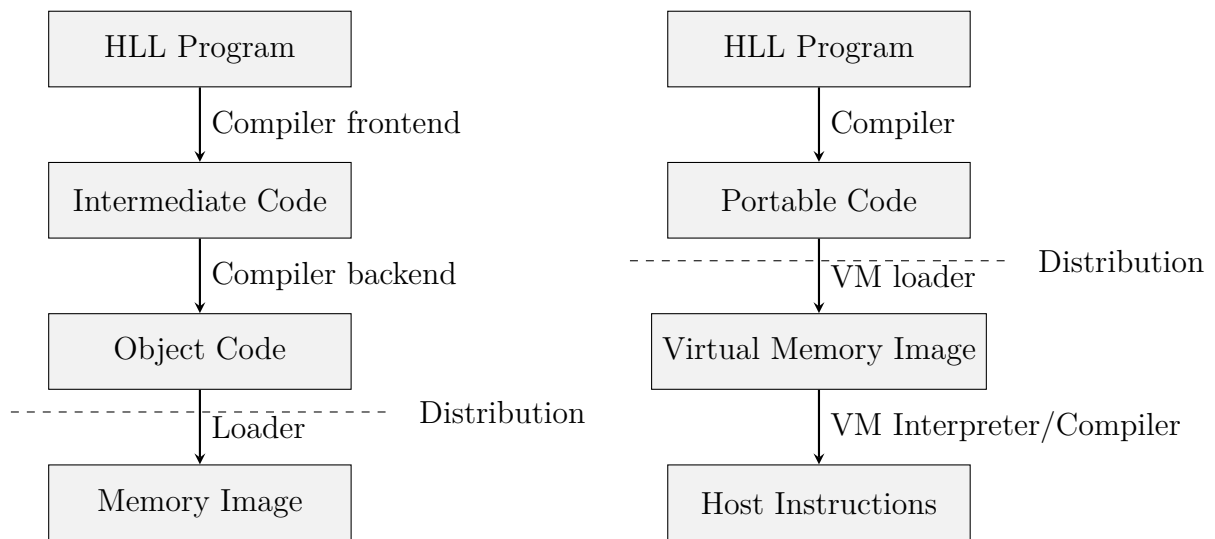 HLL Program
Compiler frontend
Intermediate Code
Compiler backend
Object Code
Distribution
Loader
Memory Image
HLL Program
Compiler
Portable Code
Distribution
VM loader
Virtual Memory Image
VM Interpreter/Compiler
Host Instructions